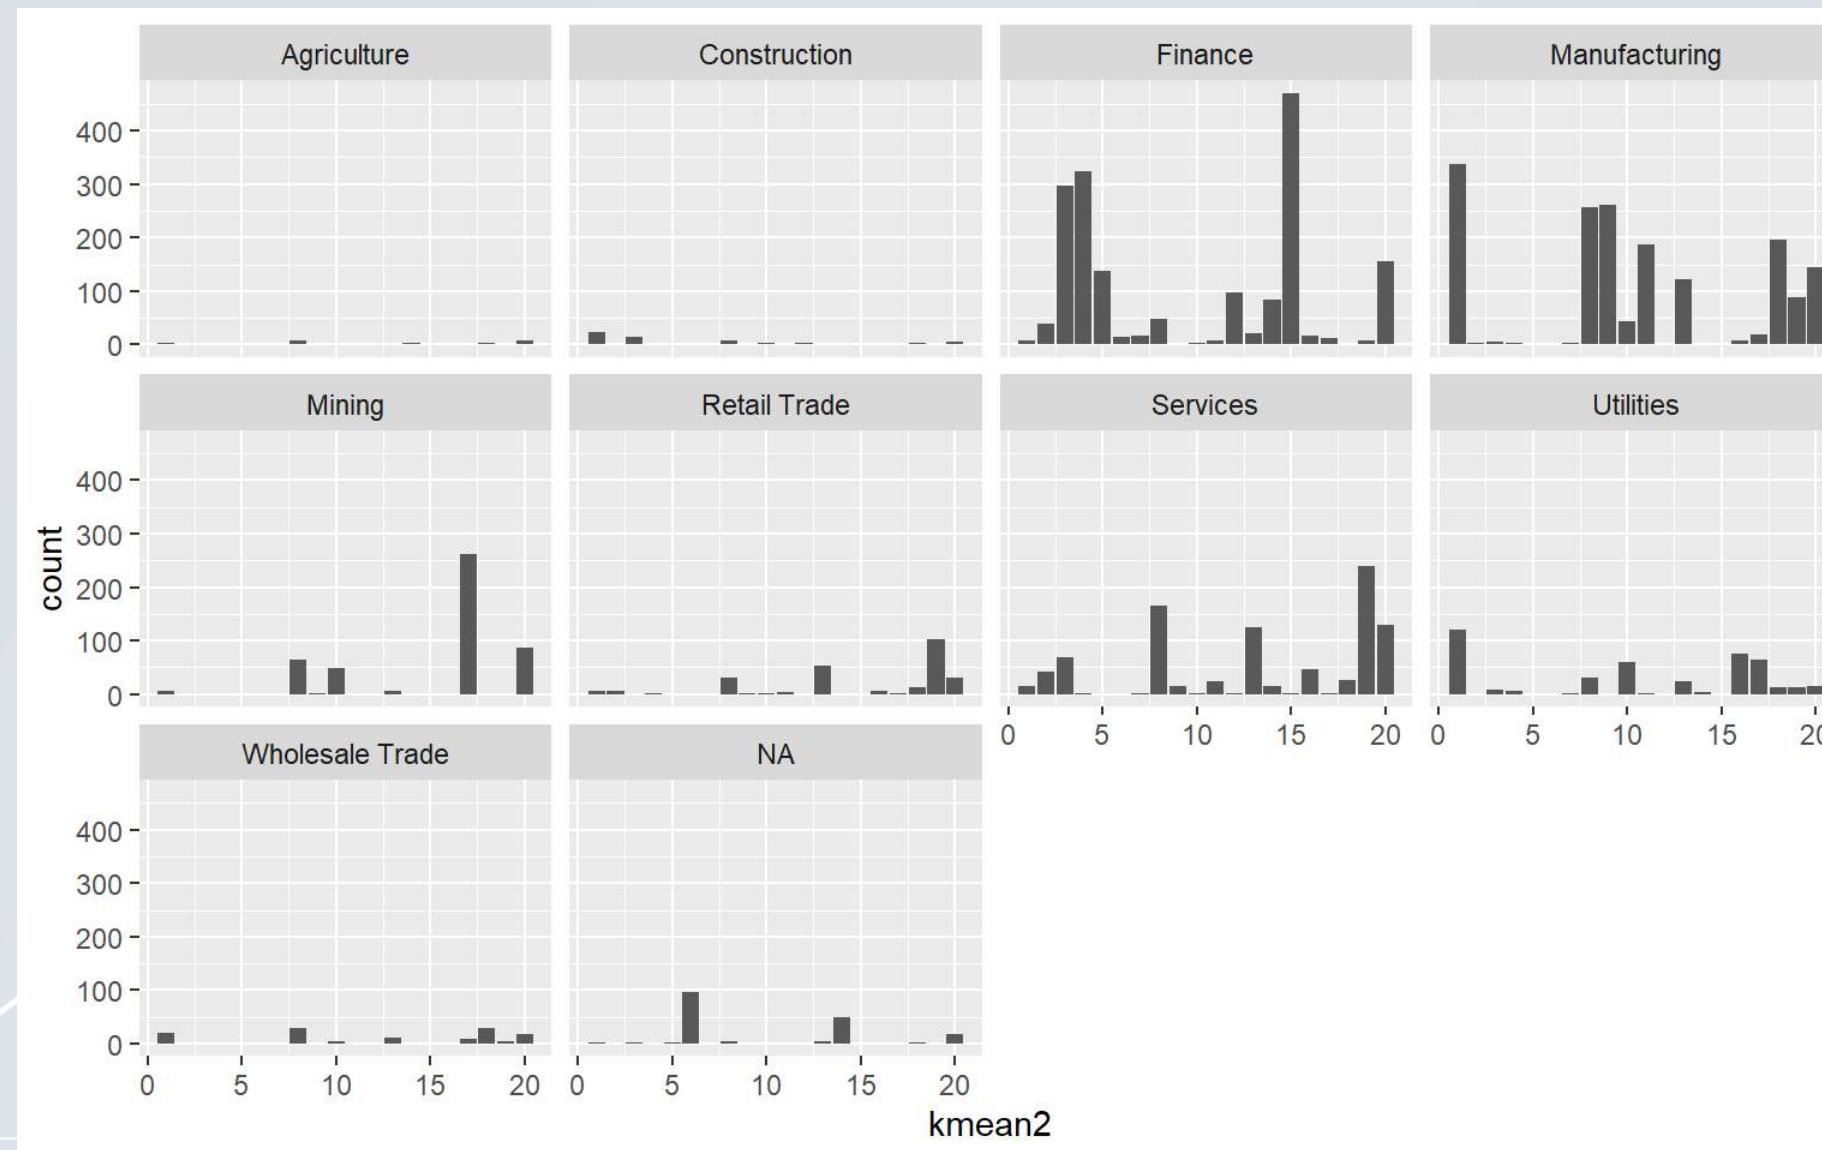 Agriculture Construction Finance Manufacturing
400
300
200
100
0
Mining Retail Trade Services Utilities
count
400
300
200
100
0
0 5 10 15 20 0 5 10 15 20
Wholesale Trade NA
400
300
200
100
0
0 5 10 15 20 0 5 10 15 20
kmean2